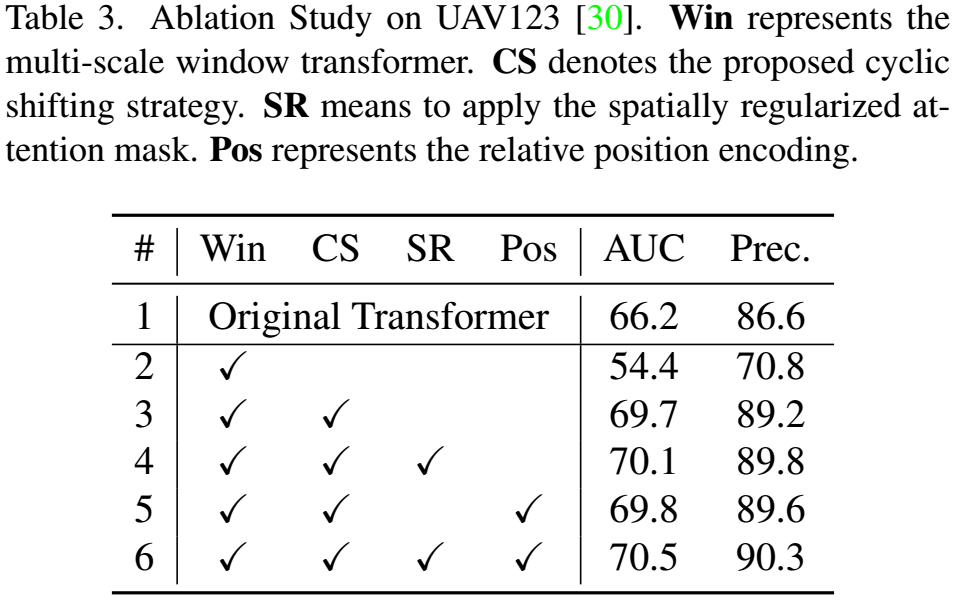 Table 3. Ablation Study on UAV123 [30]. Win represents the
multi-scale window transformer. CS denotes the proposed cyclic
shifting strategy. SR means to apply the spatially regularized at-
tention mask. Pos represents the relative position encoding.
# Win CS SR Pos AUC Prec.
1 Original Transformer 66.2 86.6
2 ✓ 54.4 70.8
3 ✓ ✓ 69.7 89.2
4 ✓ ✓ ✓ 70.1 89.8
5 ✓ ✓ ✓ 69.8 89.6
6 ✓ ✓ ✓ ✓ 70.5 90.3